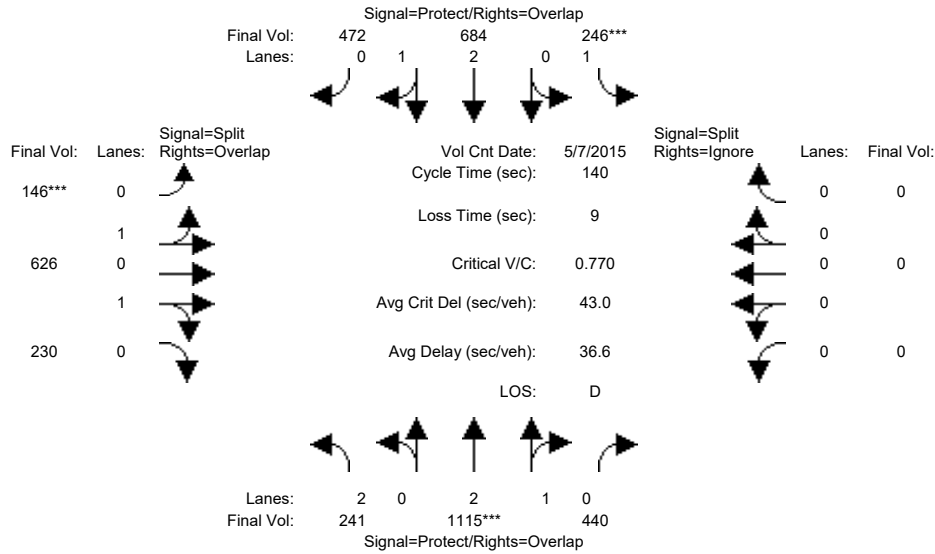 Signal=Protect/Rights=Overlap
Final Vol: 472 684 246***
Lanes: 0 1 2 0 1
Signal=Split
Final Vol: Lanes: Rights=Overlap
146*** 0
1
626 0
1
230 0
Vol Cnt Date: 5/7/2015
Cycle Time (sec): 140
Loss Time (sec): 9
Critical V/C: 0.770
Avg Crit Del (sec/veh): 43.0
Avg Delay (sec/veh): 36.6
LOS: D
Signal=Split
Rights=Ignore Lanes: Final Vol:
0 0
0
0 0
0
0 0
Lanes: 2 0 2 1 0
Final Vol: 241 1115*** 440
Signal=Protect/Rights=Overlap